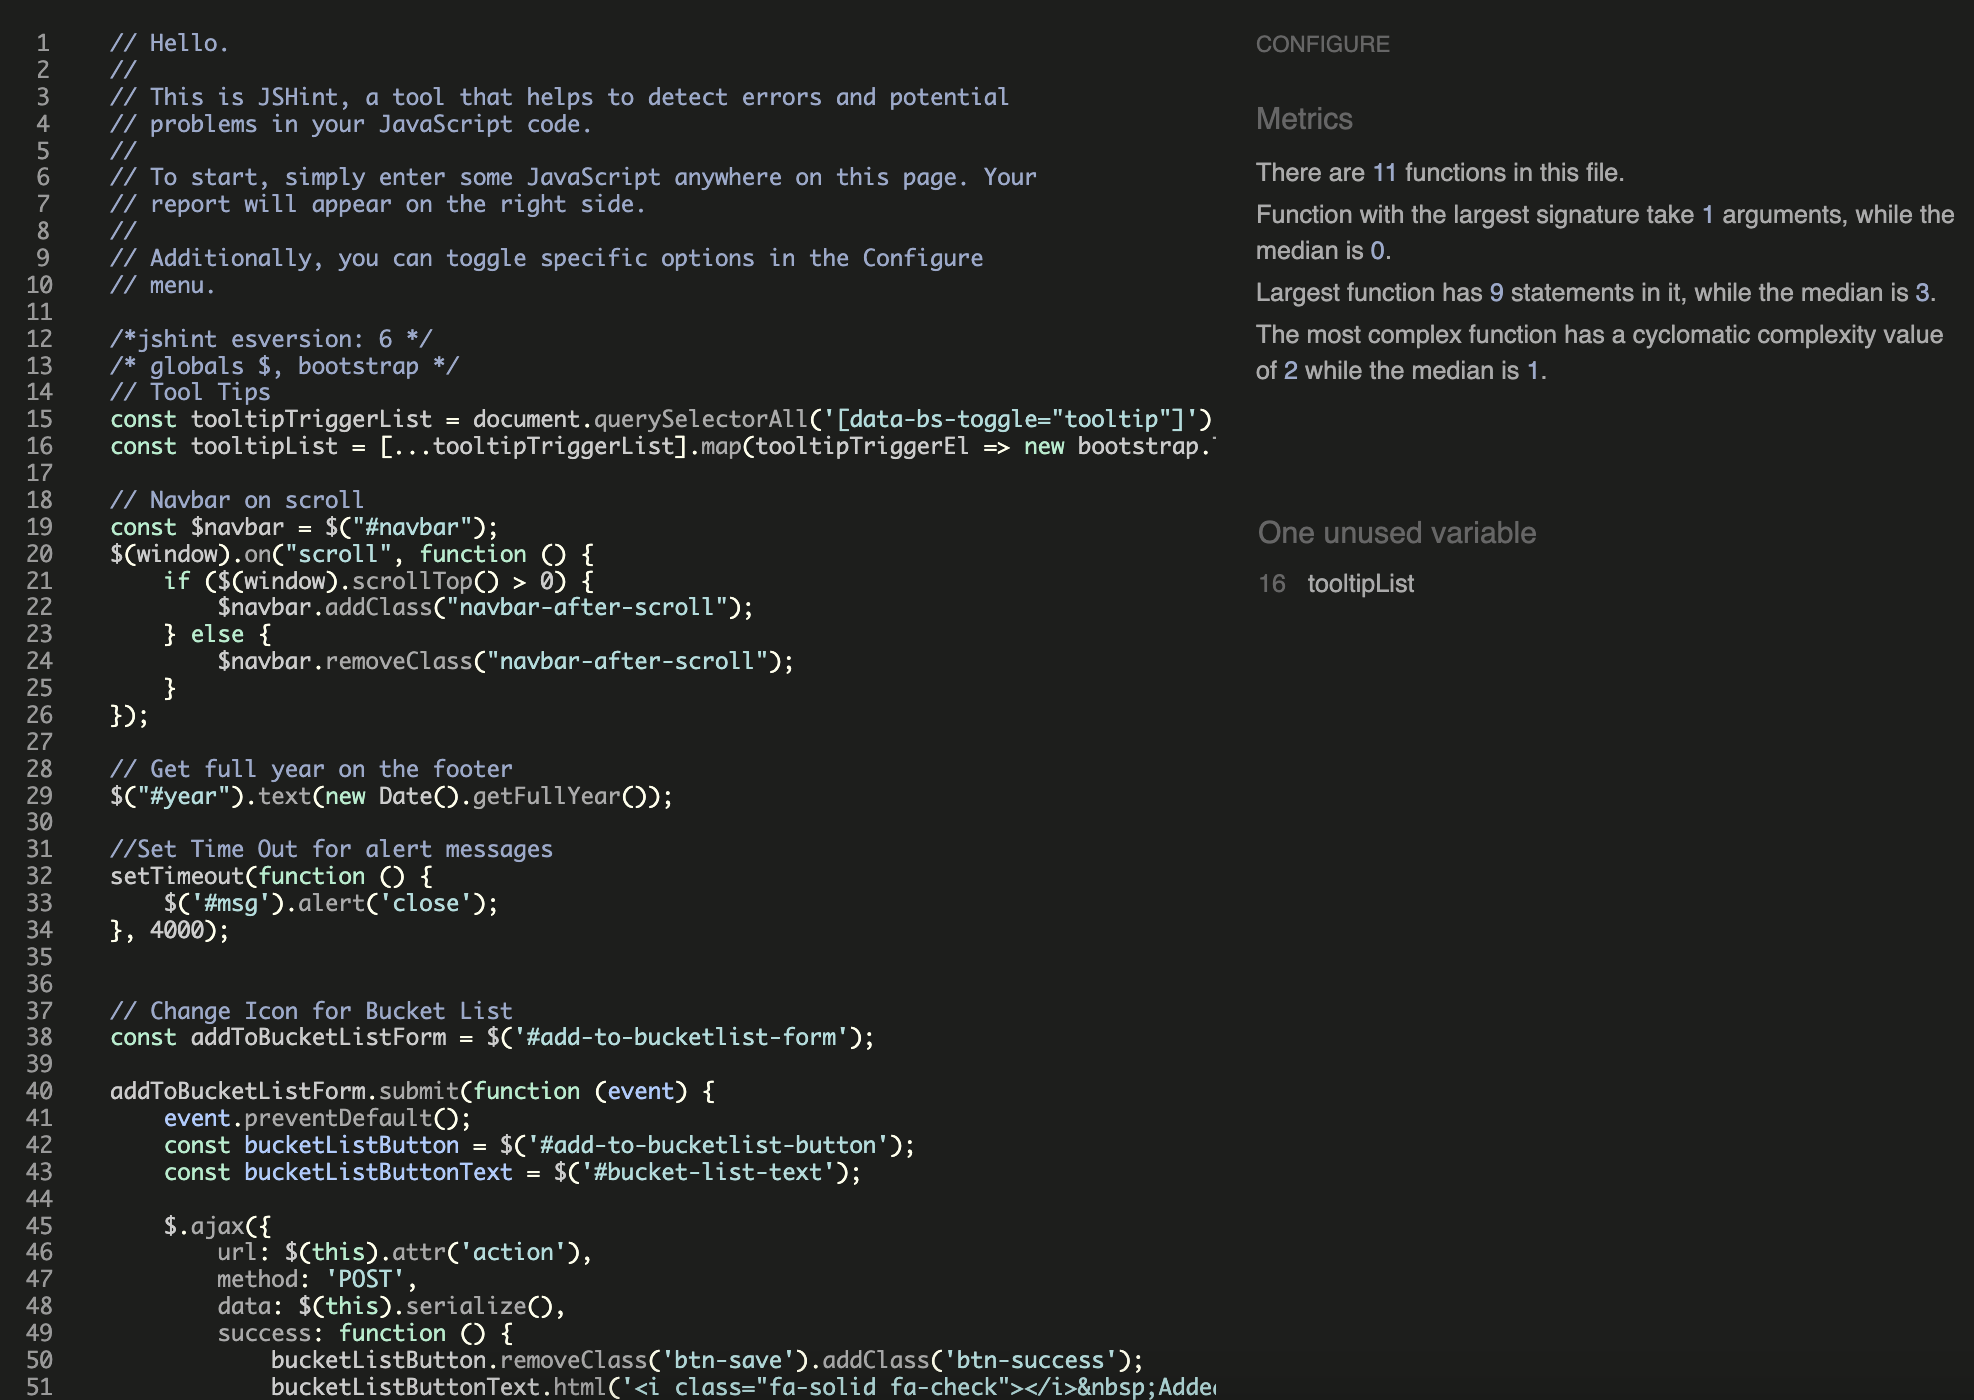 1 // Hello.
2 //
3 // This is JSHint, a tool that helps to detect errors and potential
4 // problems in your JavaScript code.
5 //
6 // To start, simply enter some JavaScript anywhere on this page. Your
7 // report will appear on the right side.
8 //
9 // Additionally, you can toggle specific options in the Configure
10 // menu.
11
12 /*jshint esversion: 6 */
13 /* globals $, bootstrap */
14 // Tool Tips
15 const tooltipTriggerList = document.querySelectorAll('[data-bs-toggle="tooltip"]')
16 const tooltipList = [...tooltipTriggerList].map(tooltipTriggerEl => new bootstrap.
17
18 // Navbar on scroll
19 const $navbar = $("#navbar");
20 $(window).on("scroll", function () {
21     if ($(window).scrollTop() > 0) {
22         $navbar.addClass("navbar-after-scroll");
23     } else {
24         $navbar.removeClass("navbar-after-scroll");
25     }
26 });
27
28 // Get full year on the footer
29 $("#year").text(new Date().getFullYear());
30
31 //Set Time Out for alert messages
32 setTimeout(function () {
33     $('#msg').alert('close');
34 }, 4000);
35
36
37 // Change Icon for Bucket List
38 const addToBucketListForm = $('#add-to-bucketlist-form');
39
40 addToBucketListForm.submit(function (event) {
41     event.preventDefault();
42     const bucketListButton = $('#add-to-bucketlist-button');
43     const bucketListButtonText = $('#bucket-list-text');
44
45     $.ajax({
46         url: $(this).attr('action'),
47         method: 'POST',
48         data: $(this).serialize(),
49         success: function () {
50             bucketListButton.removeClass('btn-save').addClass('btn-success');
51             bucketListButtonText.html('<i class="fa-solid fa-check"></i>&nbsp;Adde
CONFIGURE
Metrics
There are 11 functions in this file.
Function with the largest signature take 1 arguments, while the
median is 0.
Largest function has 9 statements in it, while the median is 3.
The most complex function has a cyclomatic complexity value
of 2 while the median is 1.
One unused variable
16 tooltipList